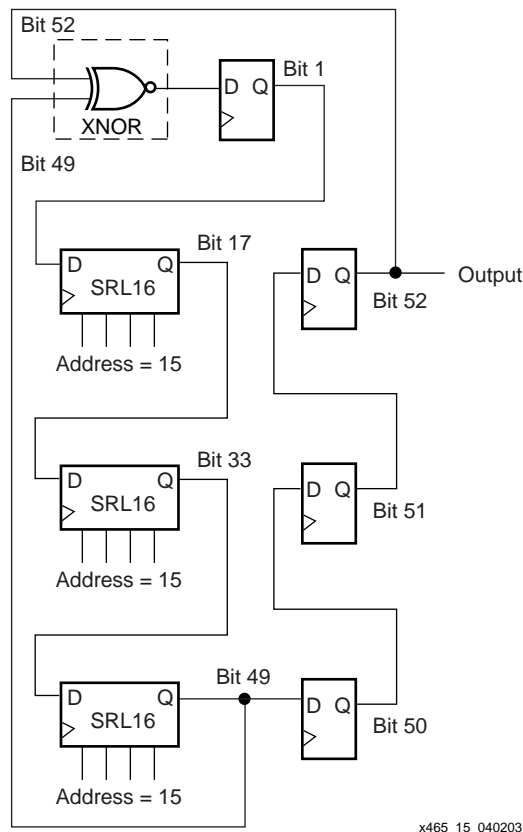 Bit 52
D Q
Bit 1
XNOR
Bit 49
Bit 17
D Q
SRL16
Address = 15
D Q
Output
Bit 52
Bit 33
D Q
SRL16
Address = 15
D Q
Bit 51
Bit 49
D Q
SRL16
Address = 15
D Q
Bit 50
x465_15_040203